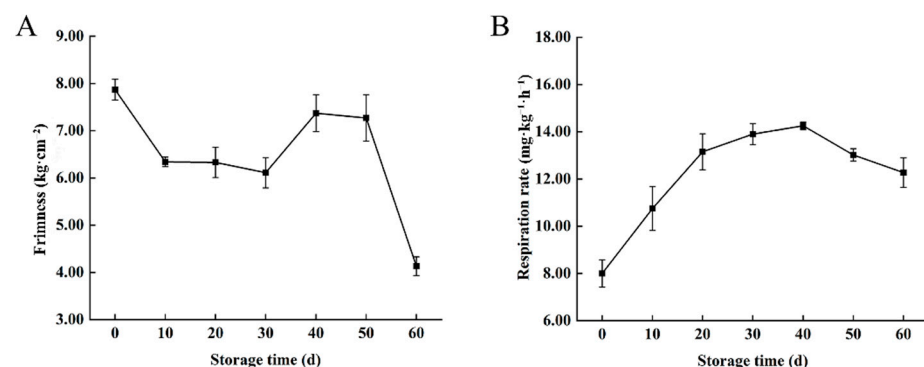 A
9.00
8.00
7.00
6.00
5.00
4.00
3.00
Frimness (kg·cm⁻²)
0 10 20 30 40 50 60
Storage time (d)
B
18.00
16.00
14.00
12.00
10.00
8.00
6.00
Respiration rate (mg·kg⁻¹·h⁻¹)
0 10 20 30 40 50 60
Storage time (d)